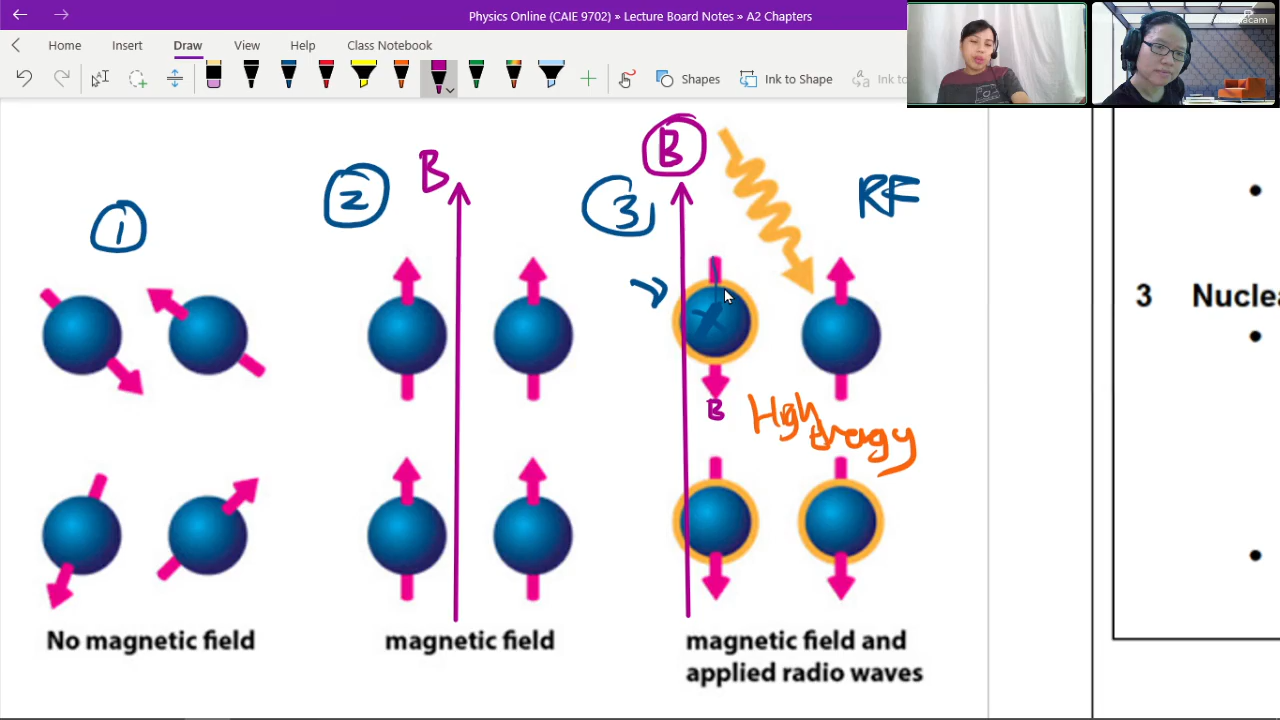 Physics Online (CAIE 9702) » Lecture Board Notes » A2 Chapters
Home Insert Draw View Help Class Notebook
Shapes Ink to Shape Ink to
1
2
B
3
B
RF
B
High
energy
No magnetic field
magnetic field
magnetic field and
applied radio waves
3 Nucle